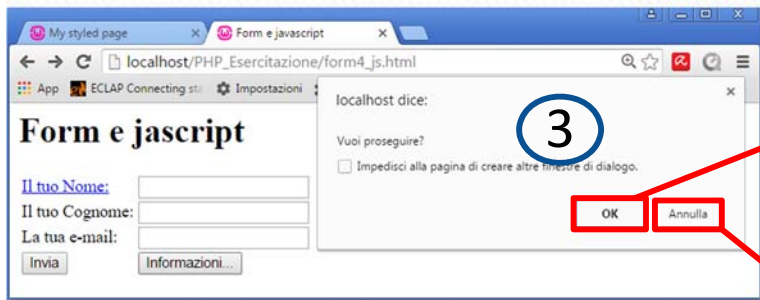 My styled page
Form e javascript
localhost/PHP_Esercitazione/form4_js.html
App ECLAP Connecting sta Impostazioni
localhost dice:
Vuoi proseguire?
Impedisci alla pagina di creare altre finestre di dialogo.
3
OK Annulla
Form e jascript
Il tuo Nome:
Il tuo Cognome:
La tua e-mail:
Invia Informazioni...